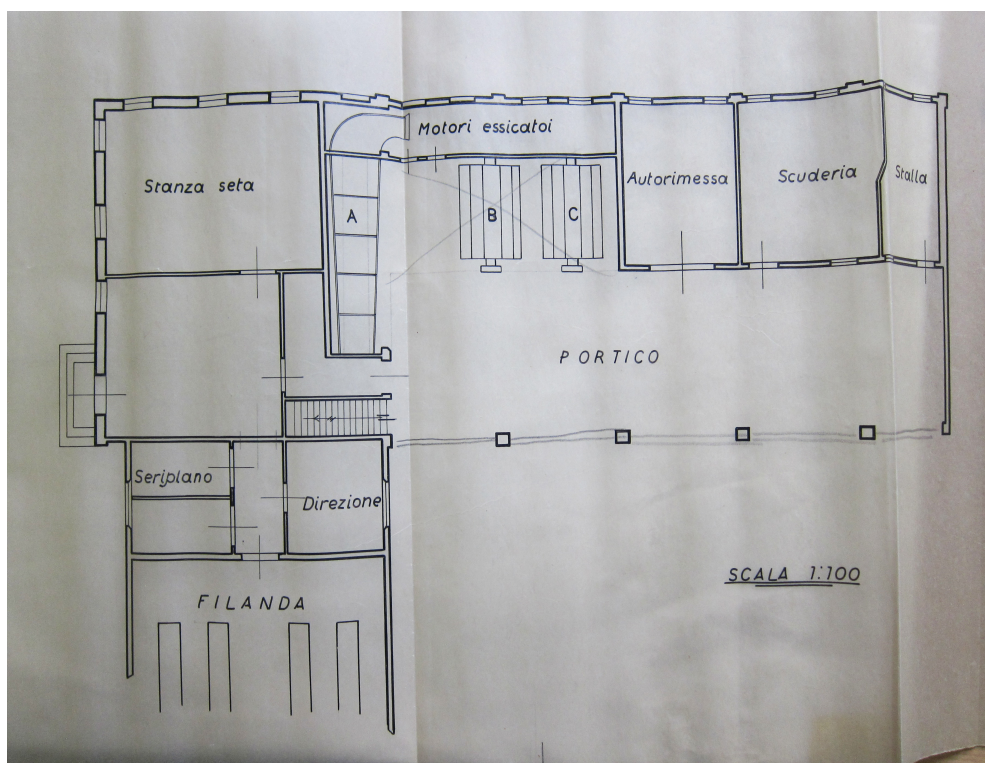 Motori essicatoi
Stanza seta
A
B
C
Autorimessa
Scuderia
Stalla
PORTICO
Seriplano
Direzione
FILANDA
SCALA 1:100